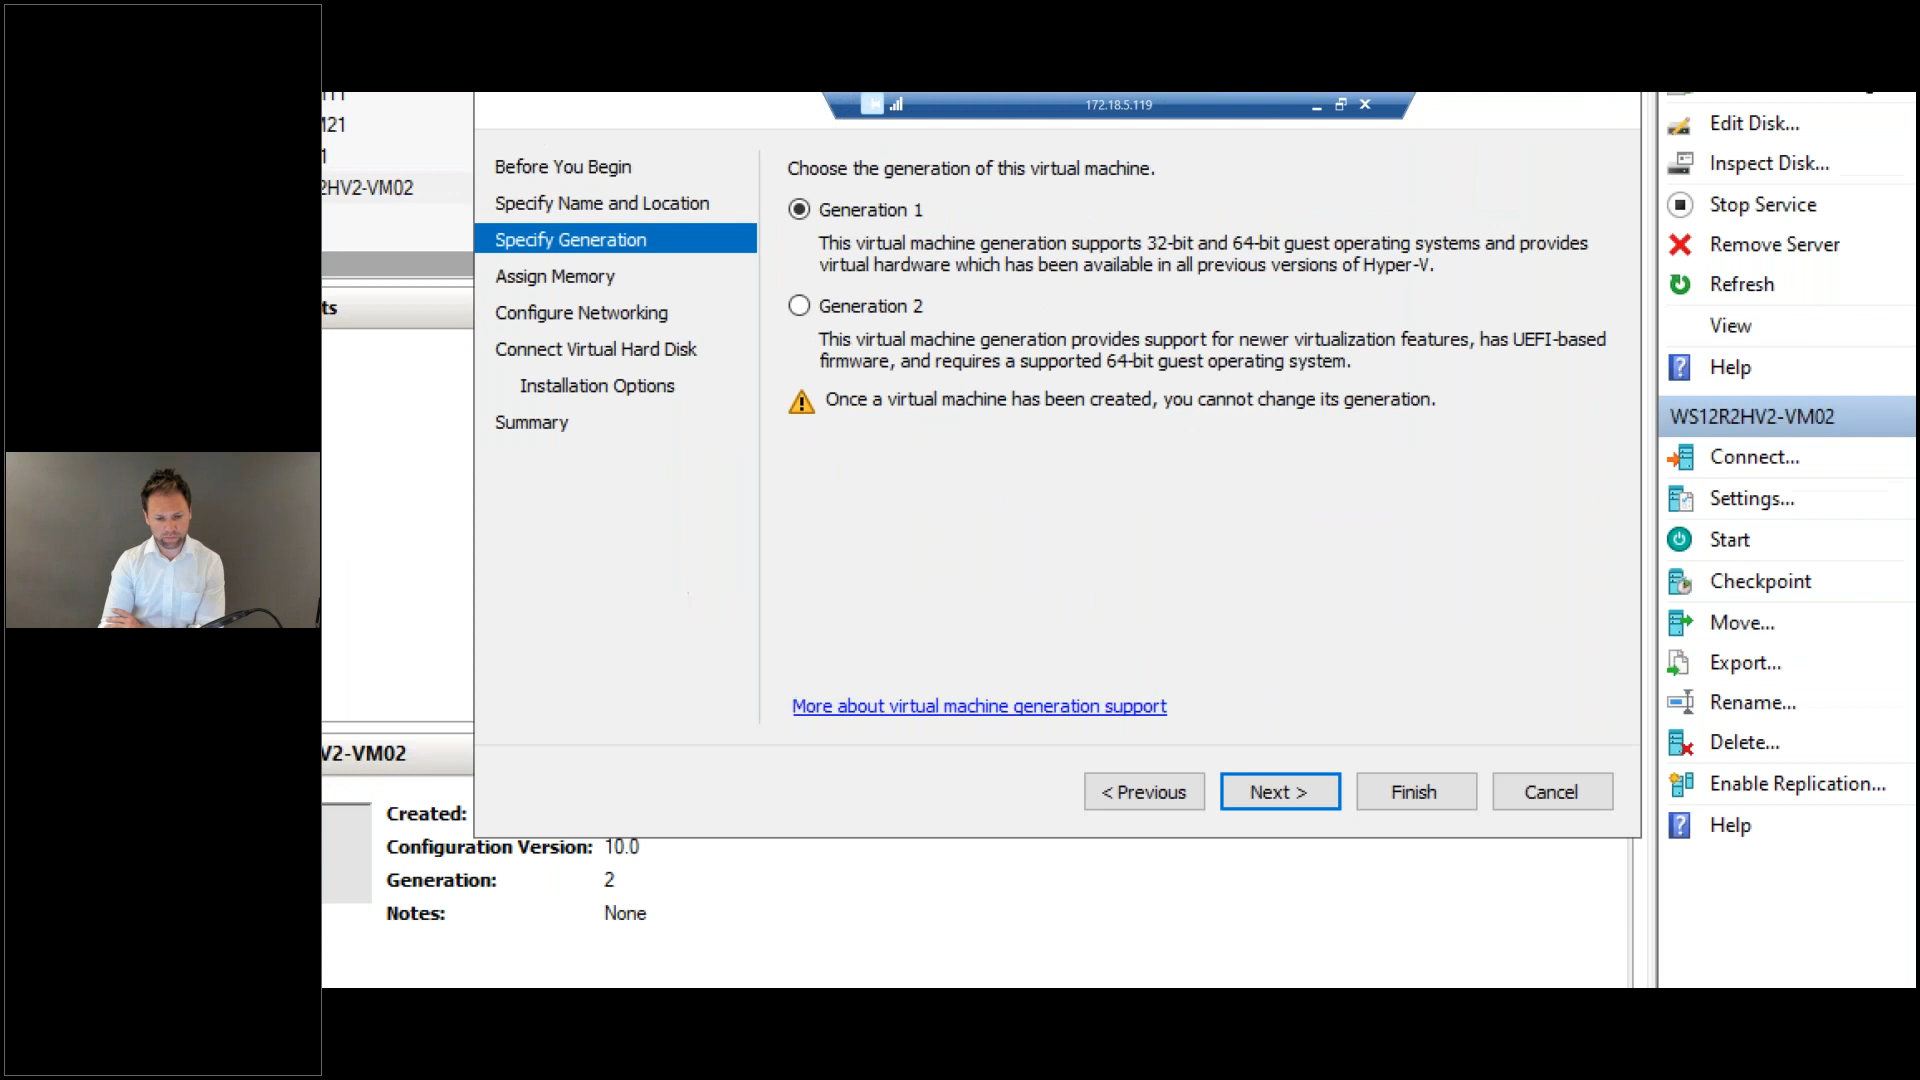 M21
1
2HV2-VM02
ts
V2-VM02
172.18.5.119
Before You Begin
Specify Name and Location
Specify Generation
Assign Memory
Configure Networking
Connect Virtual Hard Disk
Installation Options
Summary
Choose the generation of this virtual machine.
Generation 1
This virtual machine generation supports 32-bit and 64-bit guest operating systems and provides
virtual hardware which has been available in all previous versions of Hyper-V.
Generation 2
This virtual machine generation provides support for newer virtualization features, has UEFI-based
firmware, and requires a supported 64-bit guest operating system.
Once a virtual machine has been created, you cannot change its generation.
More about virtual machine generation support
< Previous
Next >
Finish
Cancel
Created:
Configuration Version: 10.0
Generation: 2
Notes: None
Edit Disk...
Inspect Disk...
Stop Service
Remove Server
Refresh
View
Help
WS12R2HV2-VM02
Connect...
Settings...
Start
Checkpoint
Move...
Export...
Rename...
Delete...
Enable Replication...
Help